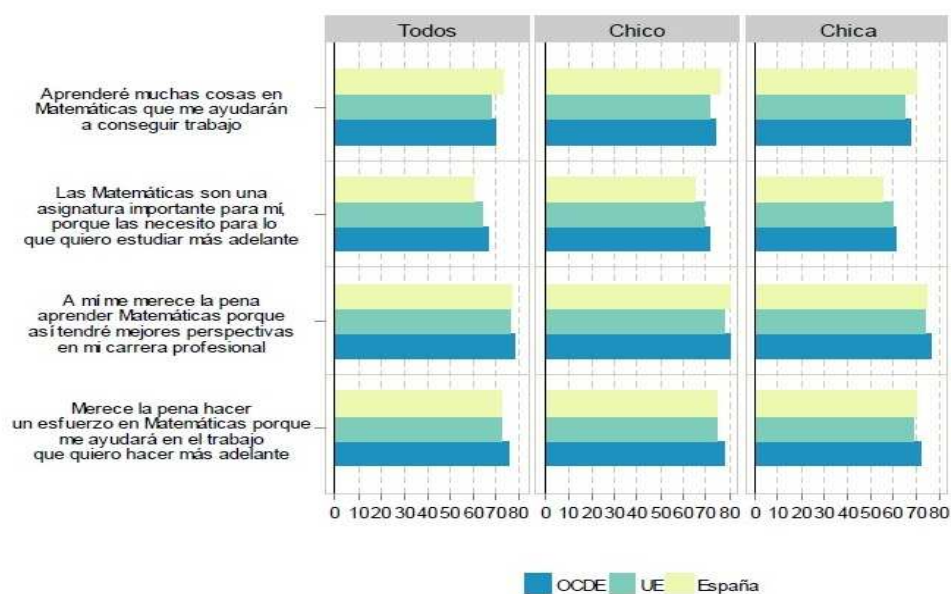 Todos Chico Chica
Aprenderé muchas cosas en
Matemáticas que me ayudarán
a conseguir trabajo
Las Matemáticas son una
asignatura importante para mí,
porque las necesito para lo
que quiero estudiar más adelante
A mí me merece la pena
aprender Matemáticas porque
así tendré mejores perspectivas
en mi carrera profesional
Merece la pena hacer
un esfuerzo en Matemáticas porque
me ayudará en el trabajo
que quiero hacer más adelante
0 10 20 30 40 50 60 70 80 0 10 20 30 40 50 60 70 80 0 10 20 30 40 50 60 70 80
OCDE UE España